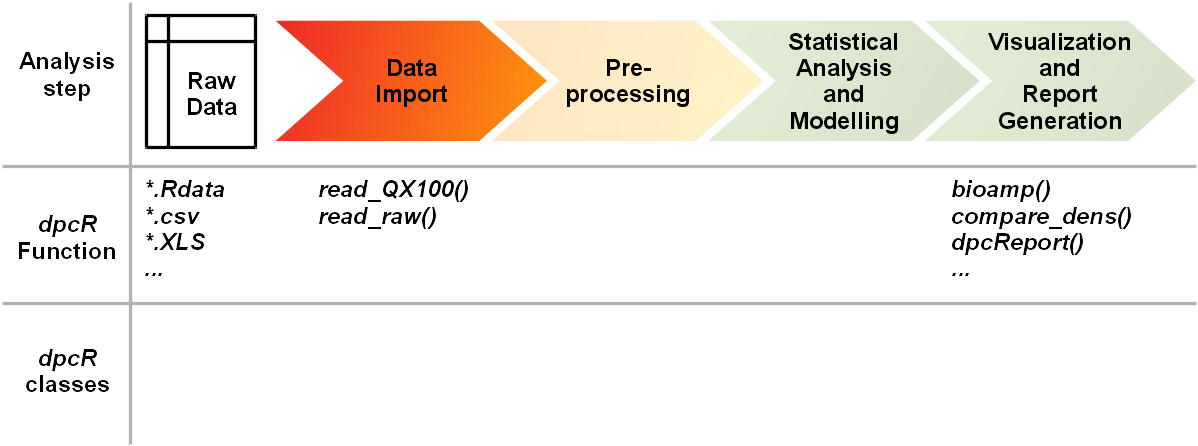 Analysis
step
Raw
Data
Data
Import
Pre-
processing
Statistical
Analysis
and
Modelling
Visualization
and
Report
Generation
dpcR
Function
*.Rdata
*.csv
*.XLS
...
read_QX100()
read_raw()
bioamp()
compare_dens()
dpcReport()
...
dpcR
classes